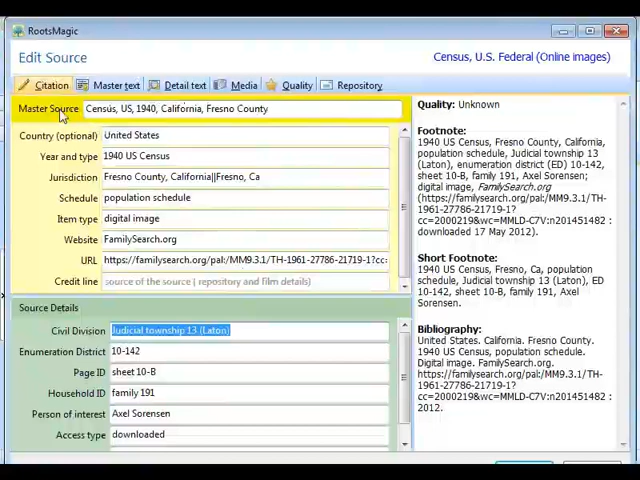 RootsMagic
Edit Source
Census, U.S. Federal (Online images)
Citation Master text Detail text Media Quality Repository
Master Source Census, US, 1940, California, Fresno County
Country (optional) United States
Year and type 1940 US Census
Jurisdiction Fresno County, California||Fresno, Ca
Schedule population schedule
Item type digital image
Website FamilySearch.org
URL https://familysearch.org/pal:/MM9.3.1/TH-1961-27786-21719-1?cc=
Credit line source of the source ( repository and film details)
Source Details
Civil Division Judicial township 13 (Laton)
Enumeration District 10-142
Page ID sheet 10-B
Household ID family 191
Person of interest Axel Sorensen
Access type downloaded
Quality: Unknown
Footnote:
1940 US Census, Fresno County, California,
population schedule, Judicial township 13
(Laton), enumeration district (ED) 10-142,
sheet 10-B, family 191, Axel Sorensen;
digital image, FamilySearch.org
(https://familysearch.org/pal/MM9.3.1/TH-
1961-27786-21719-1?
cc=2000219&wc=MMLD-C7V:n201451482 :
downloaded 17 May 2012).
Short Footnote:
1940 US Census, Fresno, Ca, population
schedule, Judicial township 13 (Laton), ED
10-142, sheet 10-B, family 191, Axel
Sorensen.
Bibliography:
United States. California. Fresno County.
1940 US Census, population schedule.
Digital image. FamilySearch.org.
https://familysearch.org/pal/MM9.3.1/TH-
1961-27786-21719-1?
cc=2000219&wc=MMLD-C7V:n201451482 :
2012.